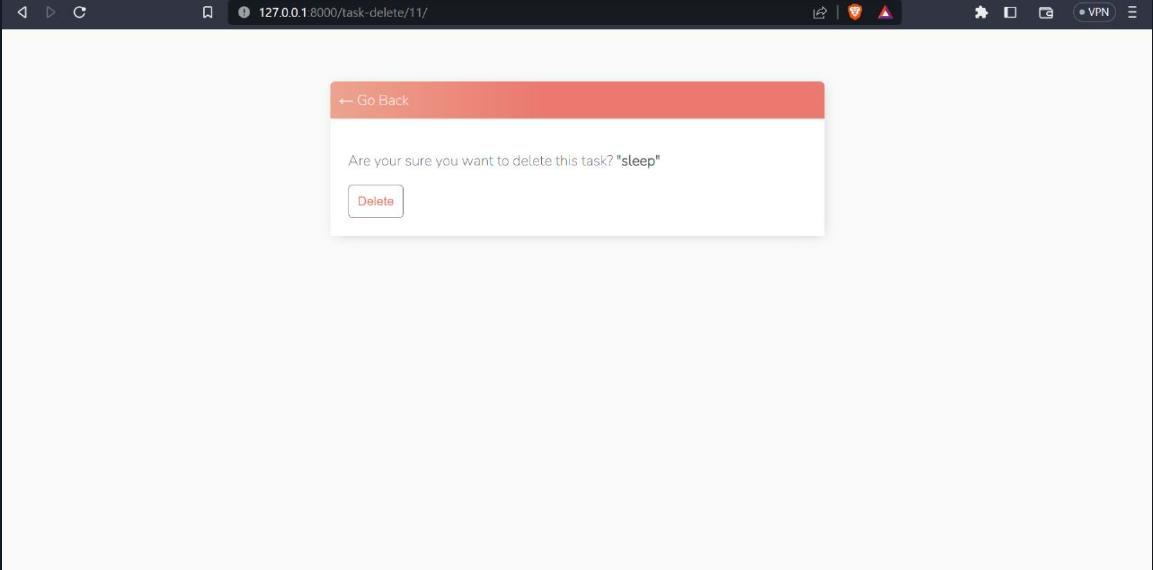 127.0.0.1:8000/task-delete/11/
VPN
← Go Back
Are your sure you want to delete this task? "sleep"
Delete